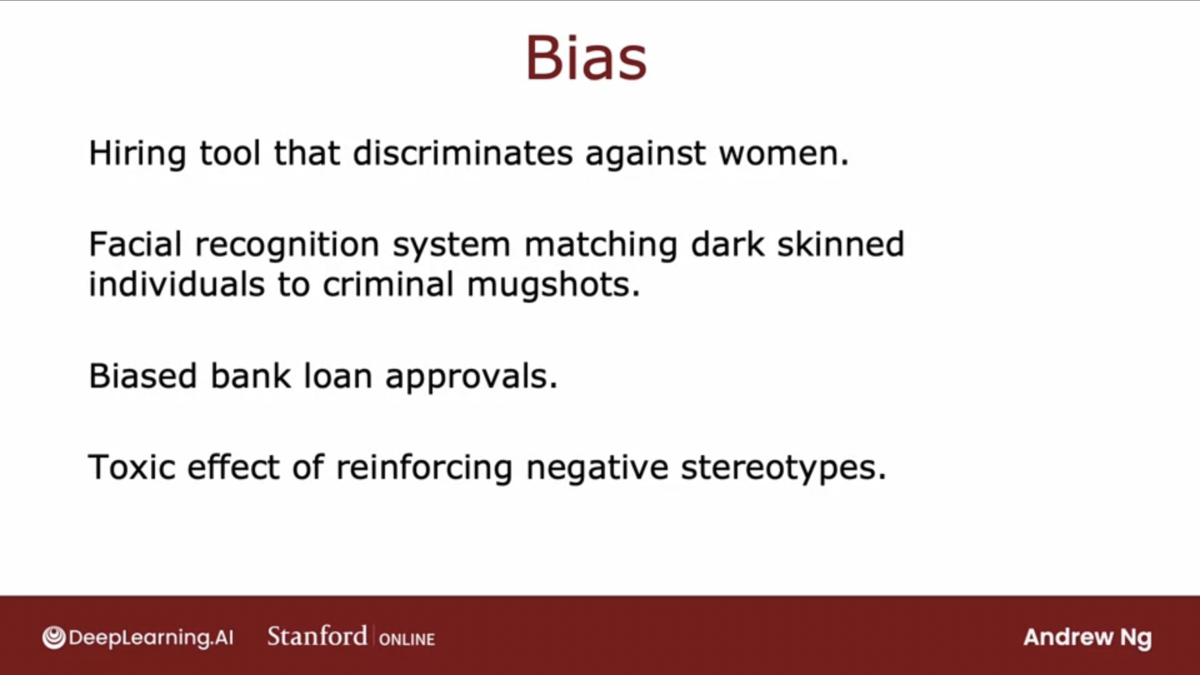 Bias
Hiring tool that discriminates against women.
Facial recognition system matching dark skinned
individuals to criminal mugshots.
Biased bank loan approvals.
Toxic effect of reinforcing negative stereotypes.
DeepLearning.AI
Stanford ONLINE
Andrew Ng